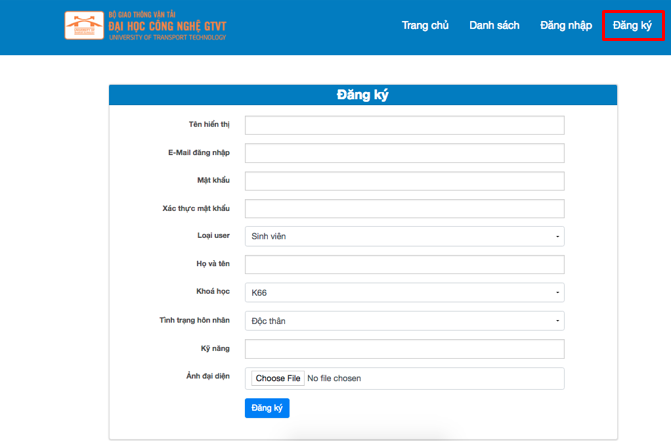 BỘ GIAO THÔNG VẬN TẢI
ĐẠI HỌC CÔNG NGHỆ GTVT
UNIVERSITY OF TRANSPORT TECHNOLOGY
Trang chủ Danh sách Đăng nhập Đăng ký
Đăng ký
Tên hiển thị
E-Mail đăng nhập
Mật khẩu
Xác thực mật khẩu
Loại user Sinh viên
Họ và tên
Khoá học K66
Tình trạng hôn nhân Độc thân
Kỹ năng
Ảnh đại diện Choose File No file chosen
Đăng ký